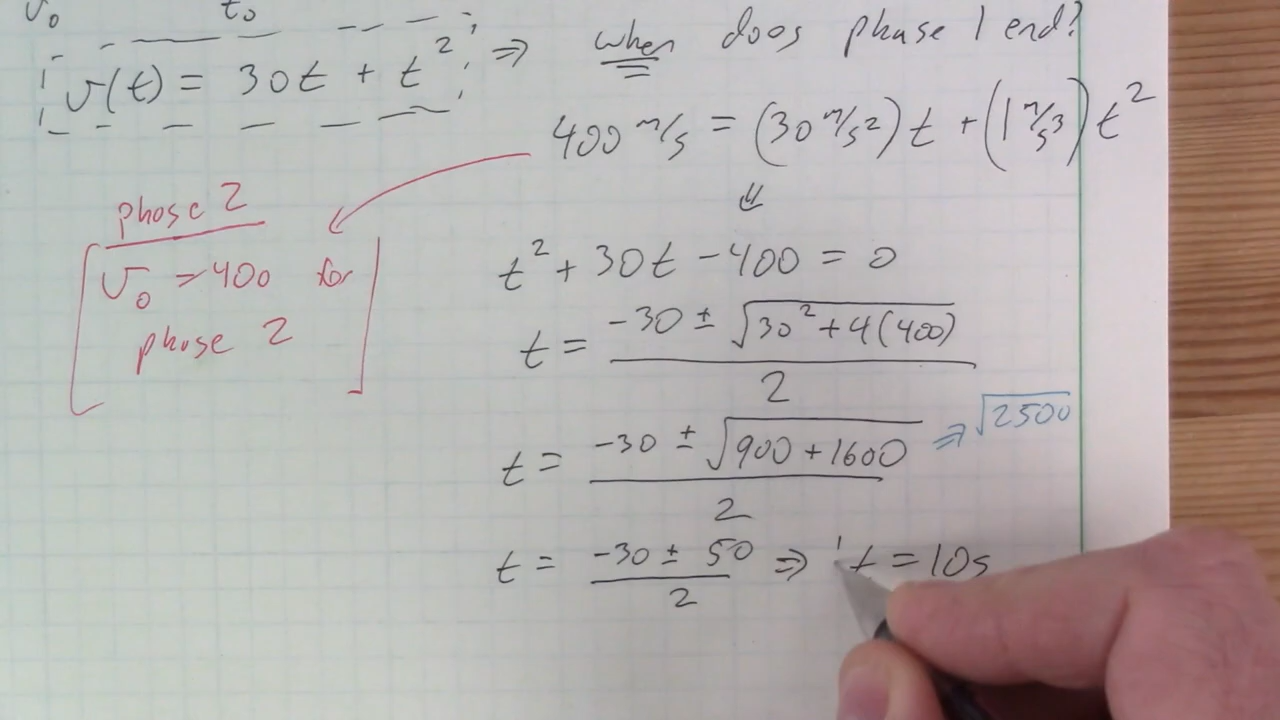 v₀ t₀
v(t) = 30t + t² ⇒ when does phase 1 end?
400 m/s = (30 m/s²)t + (1 m/s³)t²
⇓
phase 2
v₀ = 400 for
phase 2
t² + 30t - 400 = 0
t = (-30 ± √(30² + 4(400))) / 2
t = (-30 ± √(900 + 1600)) / 2 ⇒ √2500
t = (-30 ± 50) / 2 ⇒ t = 10s